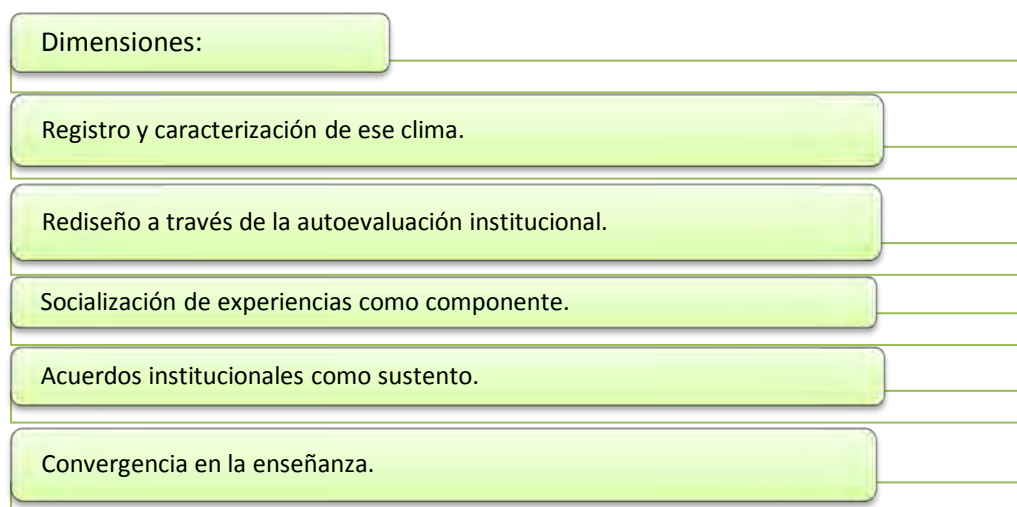 Dimensiones:
Registro y caracterización de ese clima.
Rediseño a través de la autoevaluación institucional.
Socialización de experiencias como componente.
Acuerdos institucionales como sustento.
Convergencia en la enseñanza.